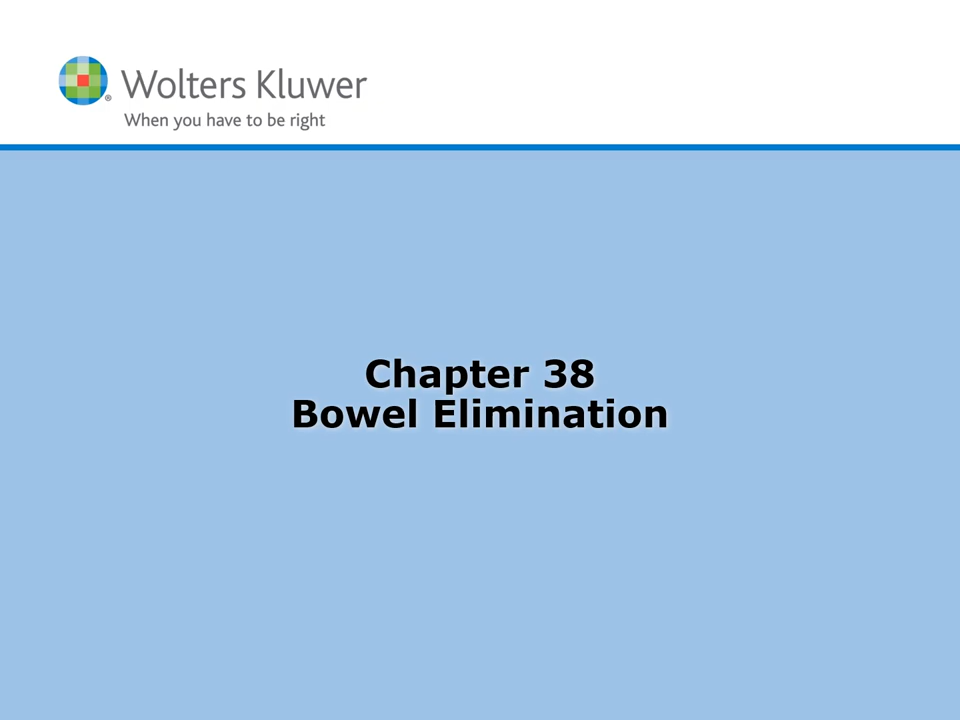 Wolters Kluwer
®
When you have to be right
Chapter 38
Bowel Elimination